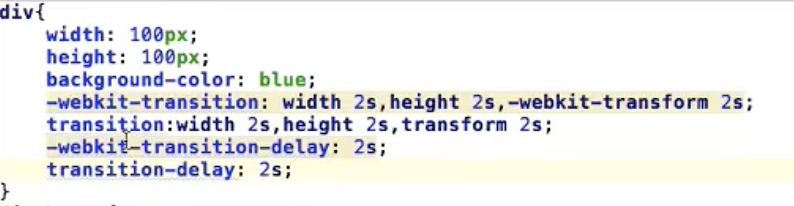 div{
    width: 100px;
    height: 100px;
    background-color: blue;
    -webkit-transition: width 2s,height 2s,-webkit-transform 2s;
    transition:width 2s,height 2s,transform 2s;
    -webkit-transition-delay: 2s;
    transition-delay: 2s;
}